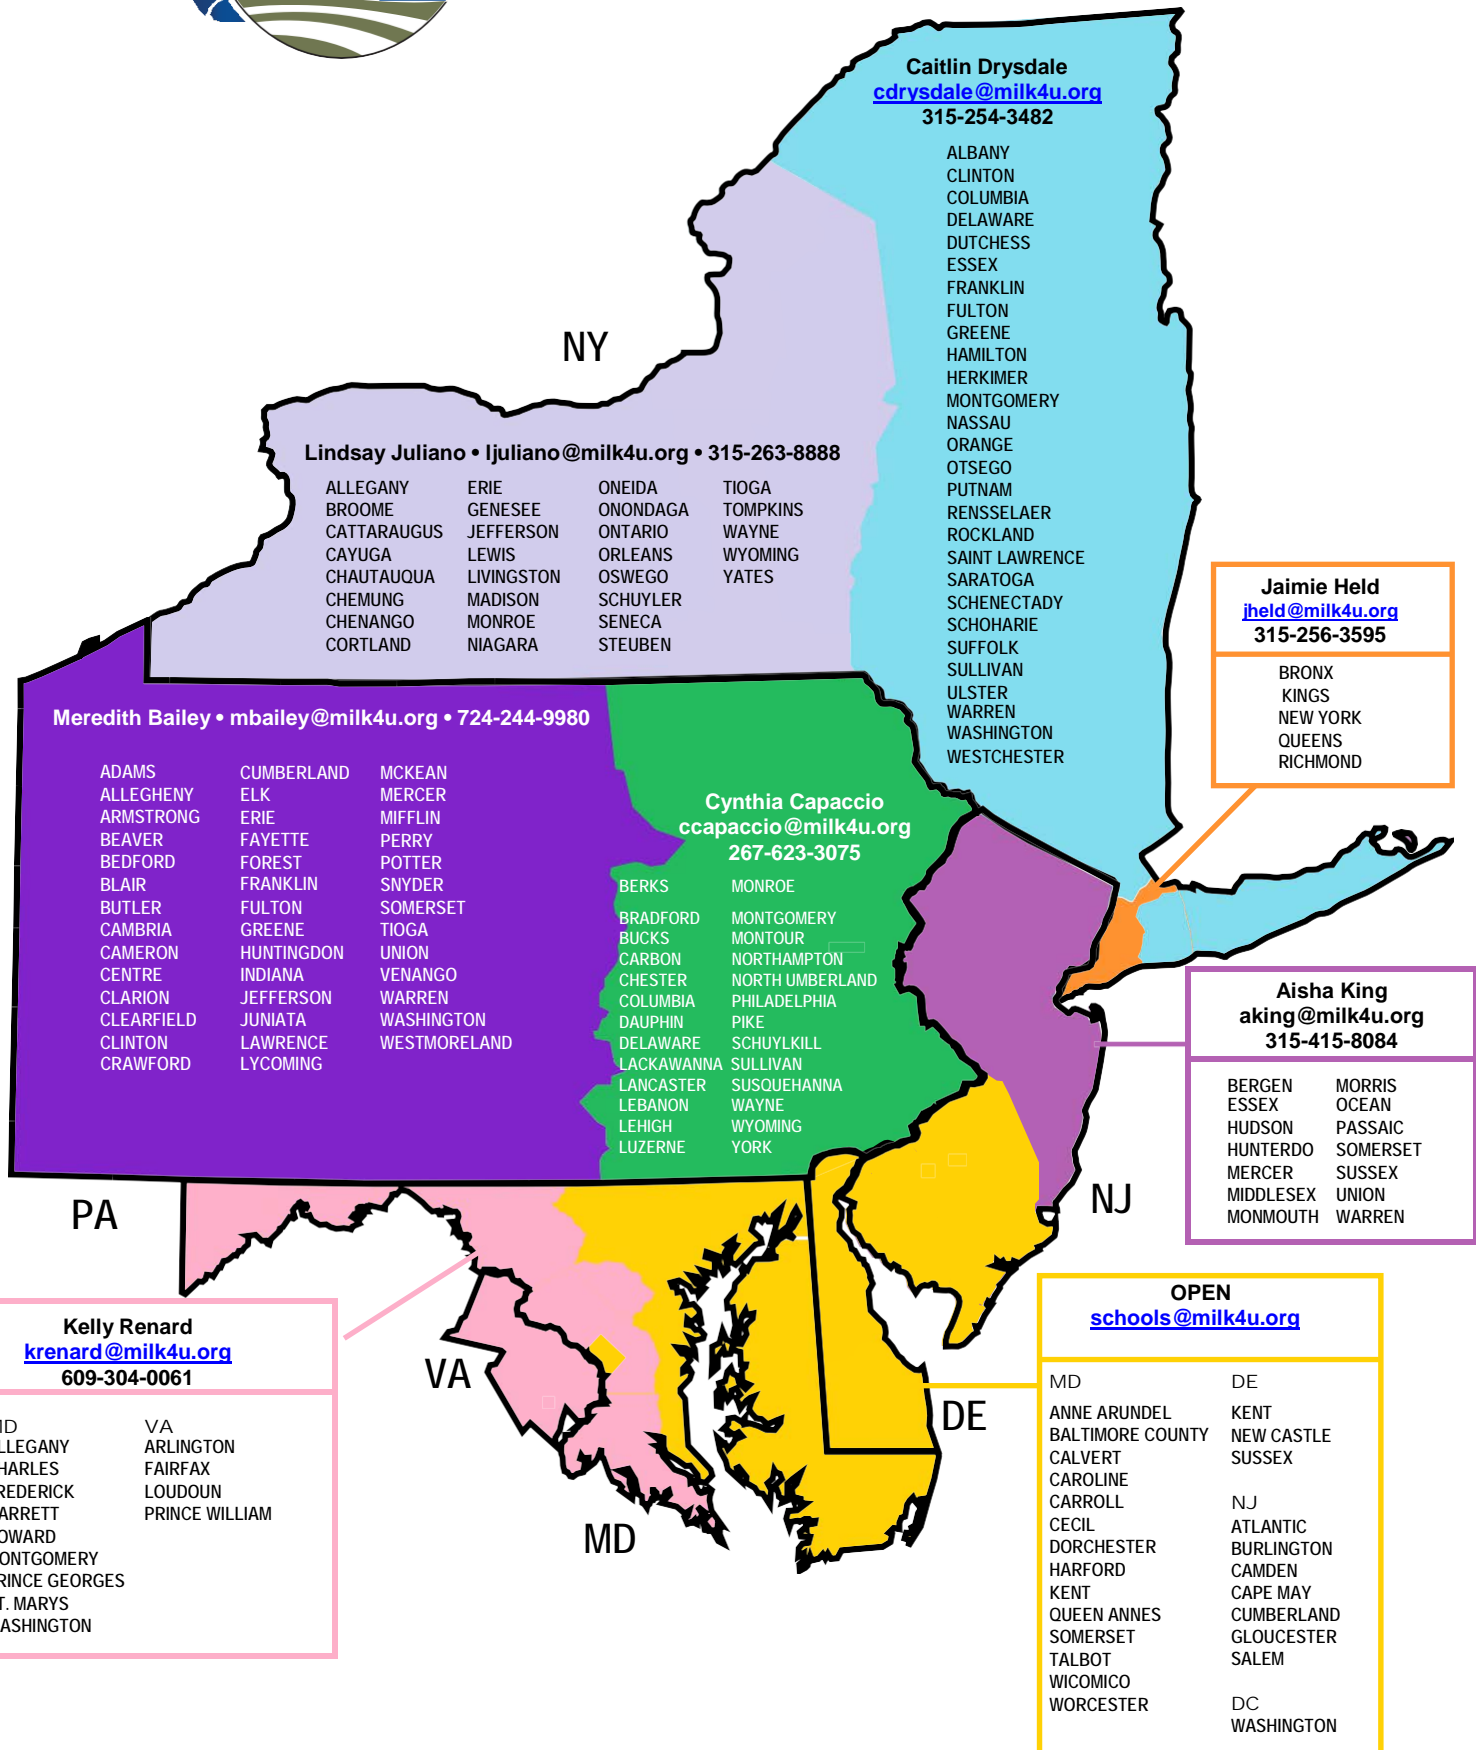 Caitlin Drysdale
cdrysdale@milk4u.org
315-254-3482
ALBANY
CLINTON
COLUMBIA
DELAWARE
DUTCHESS
ESSEX
FRANKLIN
FULTON
GREENE
HAMILTON
HERKIMER
MONTGOMERY
NASSAU
ORANGE
OTSEGO
PUTNAM
RENSSELAER
ROCKLAND
SAINT LAWRENCE
SARATOGA
SCHENECTADY
SCHOHARIE
SUFFOLK
SULLIVAN
ULSTER
WARREN
WASHINGTON
WESTCHESTER
NY
Lindsay Juliano • ljuliano@milk4u.org • 315-263-8888
ALLEGANY ERIE ONEIDA TIOGA
BROOME GENESEE ONONDAGA TOMPKINS
CATTARAUGUS JEFFERSON ONTARIO WAYNE
CAYUGA LEWIS ORLEANS WYOMING
CHAUTAUQUA LIVINGSTON OSWEGO YATES
CHEMUNG MADISON SCHUYLER
CHENANGO MONROE SENECA
CORTLAND NIAGARA STEUBEN
Jaimie Held
jheld@milk4u.org
315-256-3595
BRONX
KINGS
NEW YORK
QUEENS
RICHMOND
Meredith Bailey • mbailey@milk4u.org • 724-244-9980
ADAMS CUMBERLAND MCKEAN
ALLEGHENY ELK MERCER
ARMSTRONG ERIE MIFFLIN
BEAVER FAYETTE PERRY
BEDFORD FOREST POTTER
BLAIR FRANKLIN SNYDER
BUTLER FULTON SOMERSET
CAMBRIA GREENE TIOGA
CAMERON HUNTINGDON UNION
CENTRE INDIANA VENANGO
CLARION JEFFERSON WARREN
CLEARFIELD JUNIATA WASHINGTON
CLINTON LAWRENCE WESTMORELAND
CRAWFORD LYCOMING
Cynthia Capaccio
ccapaccio@milk4u.org
267-623-3075
BERKS MONROE
BRADFORD MONTGOMERY
BUCKS MONTOUR
CARBON NORTHAMPTON
CHESTER NORTH UMBERLAND
COLUMBIA PHILADELPHIA
DAUPHIN PIKE
DELAWARE SCHUYLKILL
LACKAWANNA SULLIVAN
LANCASTER SUSQUEHANNA
LEBANON WAYNE
LEHIGH WYOMING
LUZERNE YORK
Aisha King
aking@milk4u.org
315-415-8084
BERGEN MORRIS
ESSEX OCEAN
HUDSON PASSAIC
HUNTERDO SOMERSET
MERCER SUSSEX
MIDDLESEX UNION
MONMOUTH WARREN
PA
NJ
Kelly Renard
krenard@milk4u.org
609-304-0061
MD VA
LLEGANY ARLINGTON
HARLES FAIRFAX
REDERICK LOUDOUN
ARRETT PRINCE WILLIAM
OWARD
ONTGOMERY
RINCE GEORGES
T. MARYS
ASHINGTON
VA
MD
DE
OPEN
schools@milk4u.org
MD DE
ANNE ARUNDEL KENT
BALTIMORE COUNTY NEW CASTLE
CALVERT SUSSEX
CAROLINE
CARROLL NJ
CECIL ATLANTIC
DORCHESTER BURLINGTON
HARFORD CAMDEN
KENT CAPE MAY
QUEEN ANNES CUMBERLAND
SOMERSET GLOUCESTER
TALBOT SALEM
WICOMICO
WORCESTER DC
WASHINGTON